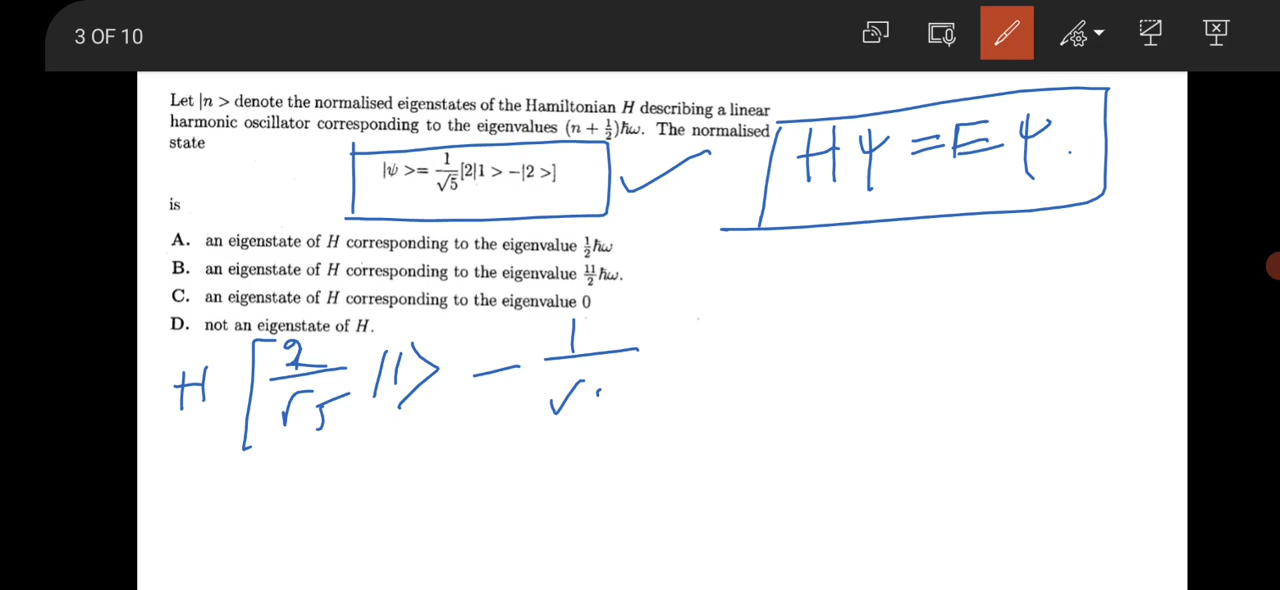 3 OF 10
Let |n > denote the normalised eigenstates of the Hamiltonian H describing a linear
harmonic oscillator corresponding to the eigenvalues (n + 1/2)ħω. The normalised
state
|ψ >= 1/√5 [2|1 > −|2 >]
is
A. an eigenstate of H corresponding to the eigenvalue 1/2 ħω
B. an eigenstate of H corresponding to the eigenvalue 11/2 ħω.
C. an eigenstate of H corresponding to the eigenvalue 0
D. not an eigenstate of H.
Hψ = Eψ.
H [ 2/√5 |1> − 1/√